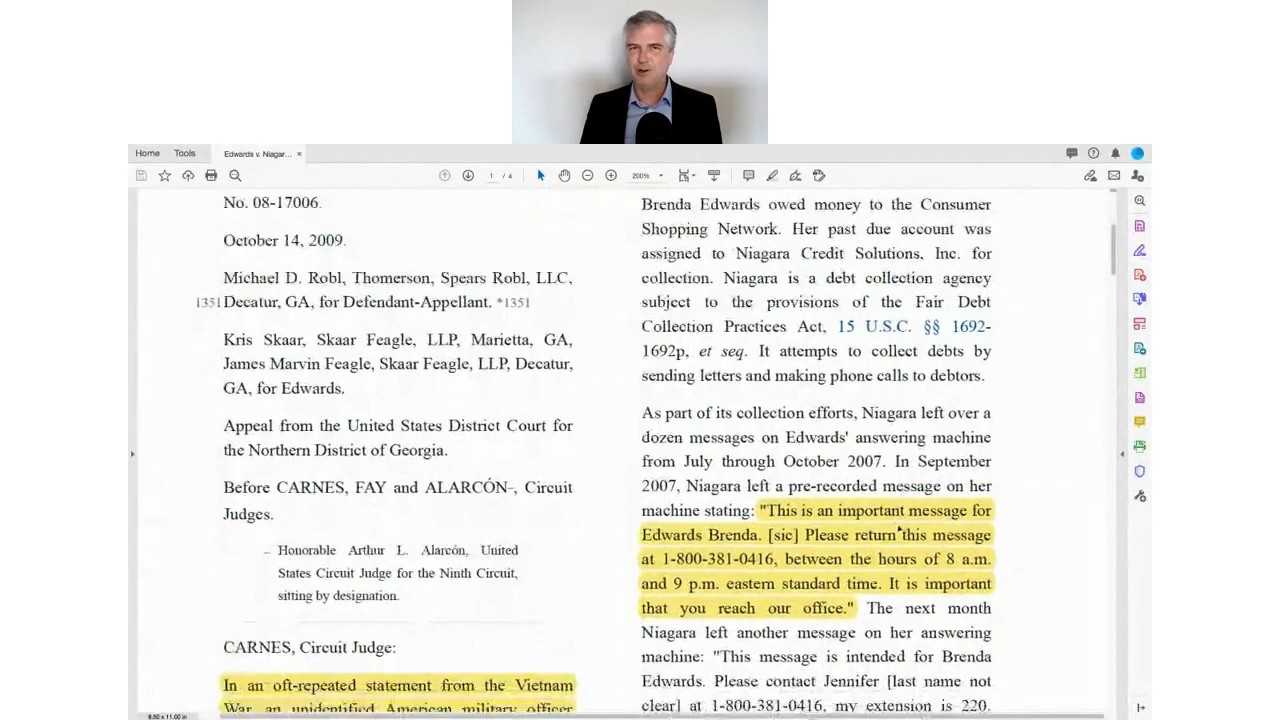 Home Tools Edwards v. Niagar... ×
1 / 4 200%
No. 08-17006.
October 14, 2009.
Michael D. Robl, Thomerson, Spears Robl, LLC,
1351 Decatur, GA, for Defendant-Appellant. *1351
Kris Skaar, Skaar Feagle, LLP, Marietta, GA,
James Marvin Feagle, Skaar Feagle, LLP, Decatur,
GA, for Edwards.
Appeal from the United States District Court for
the Northern District of Georgia.
Before CARNES, FAY and ALARCÓN-, Circuit
Judges.
– Honorable Arthur L. Alarcón, United
States Circuit Judge for the Ninth Circuit,
sitting by designation.
CARNES, Circuit Judge:
In an oft-repeated statement from the Vietnam
War, an unidentified American military officer
Brenda Edwards owed money to the Consumer
Shopping Network. Her past due account was
assigned to Niagara Credit Solutions, Inc. for
collection. Niagara is a debt collection agency
subject to the provisions of the Fair Debt
Collection Practices Act, 15 U.S.C. §§ 1692-
1692p, et seq. It attempts to collect debts by
sending letters and making phone calls to debtors.
As part of its collection efforts, Niagara left over a
dozen messages on Edwards' answering machine
from July through October 2007. In September
2007, Niagara left a pre-recorded message on her
machine stating: "This is an important message for
Edwards Brenda. [sic] Please return this message
at 1-800-381-0416, between the hours of 8 a.m.
and 9 p.m. eastern standard time. It is important
that you reach our office." The next month
Niagara left another message on her answering
machine: "This message is intended for Brenda
Edwards. Please contact Jennifer [last name not
clear] at 1-800-381-0416, my extension is 220.
8.50 x 11.00 in